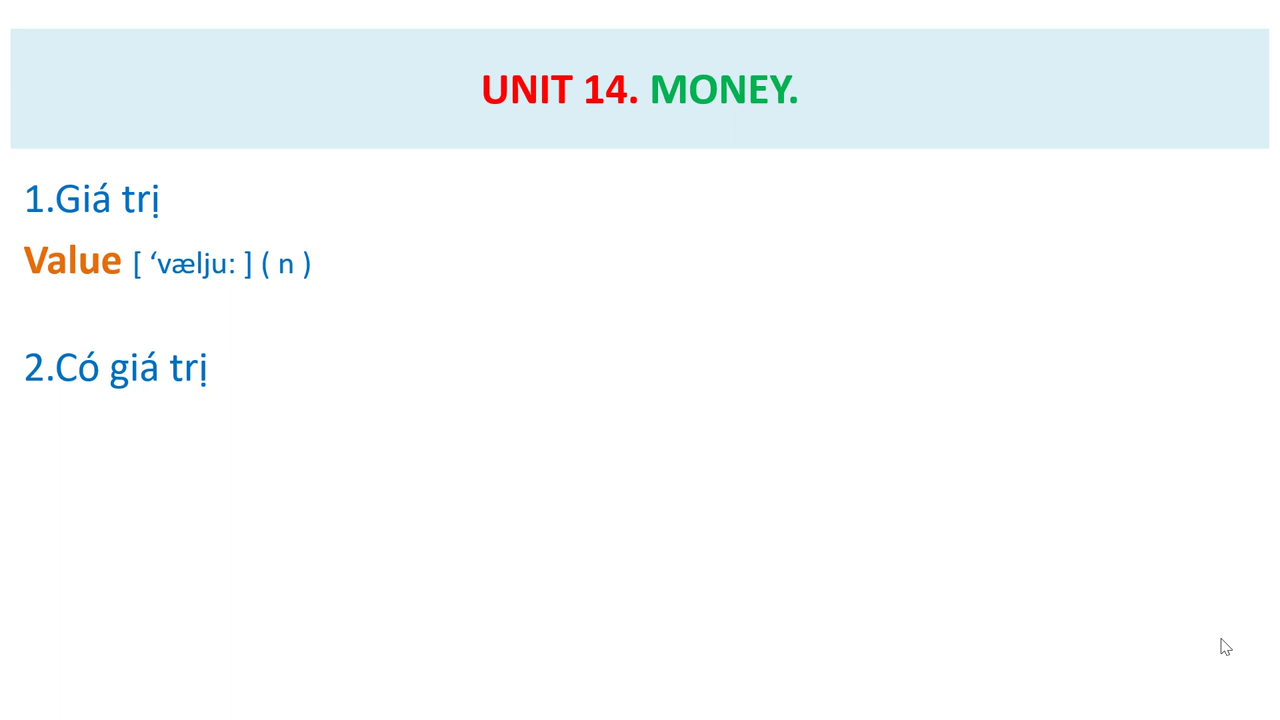 UNIT 14. MONEY.
1.Giá trị
Value [ ‘vælju: ] ( n )
2.Có giá trị